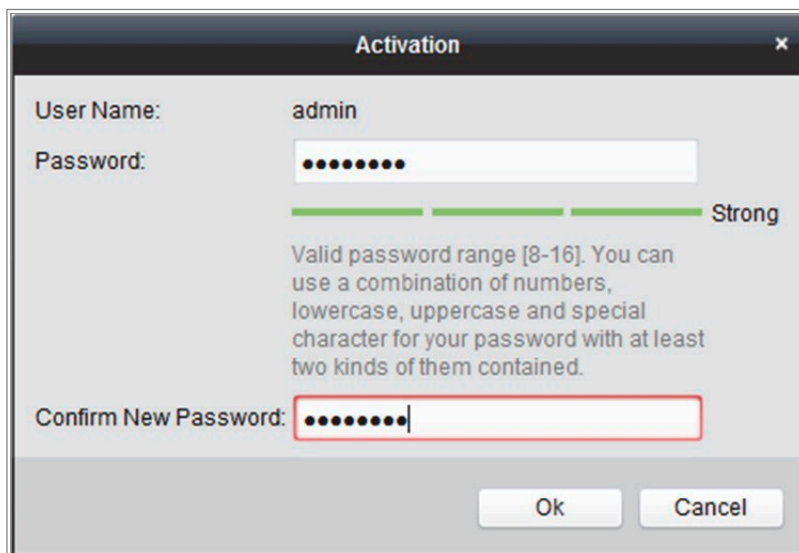 Activation
User Name: admin
Password: ••••••••
Strong
Valid password range [8-16]. You can
use a combination of numbers,
lowercase, uppercase and special
character for your password with at least
two kinds of them contained.
Confirm New Password: ••••••••
Ok Cancel